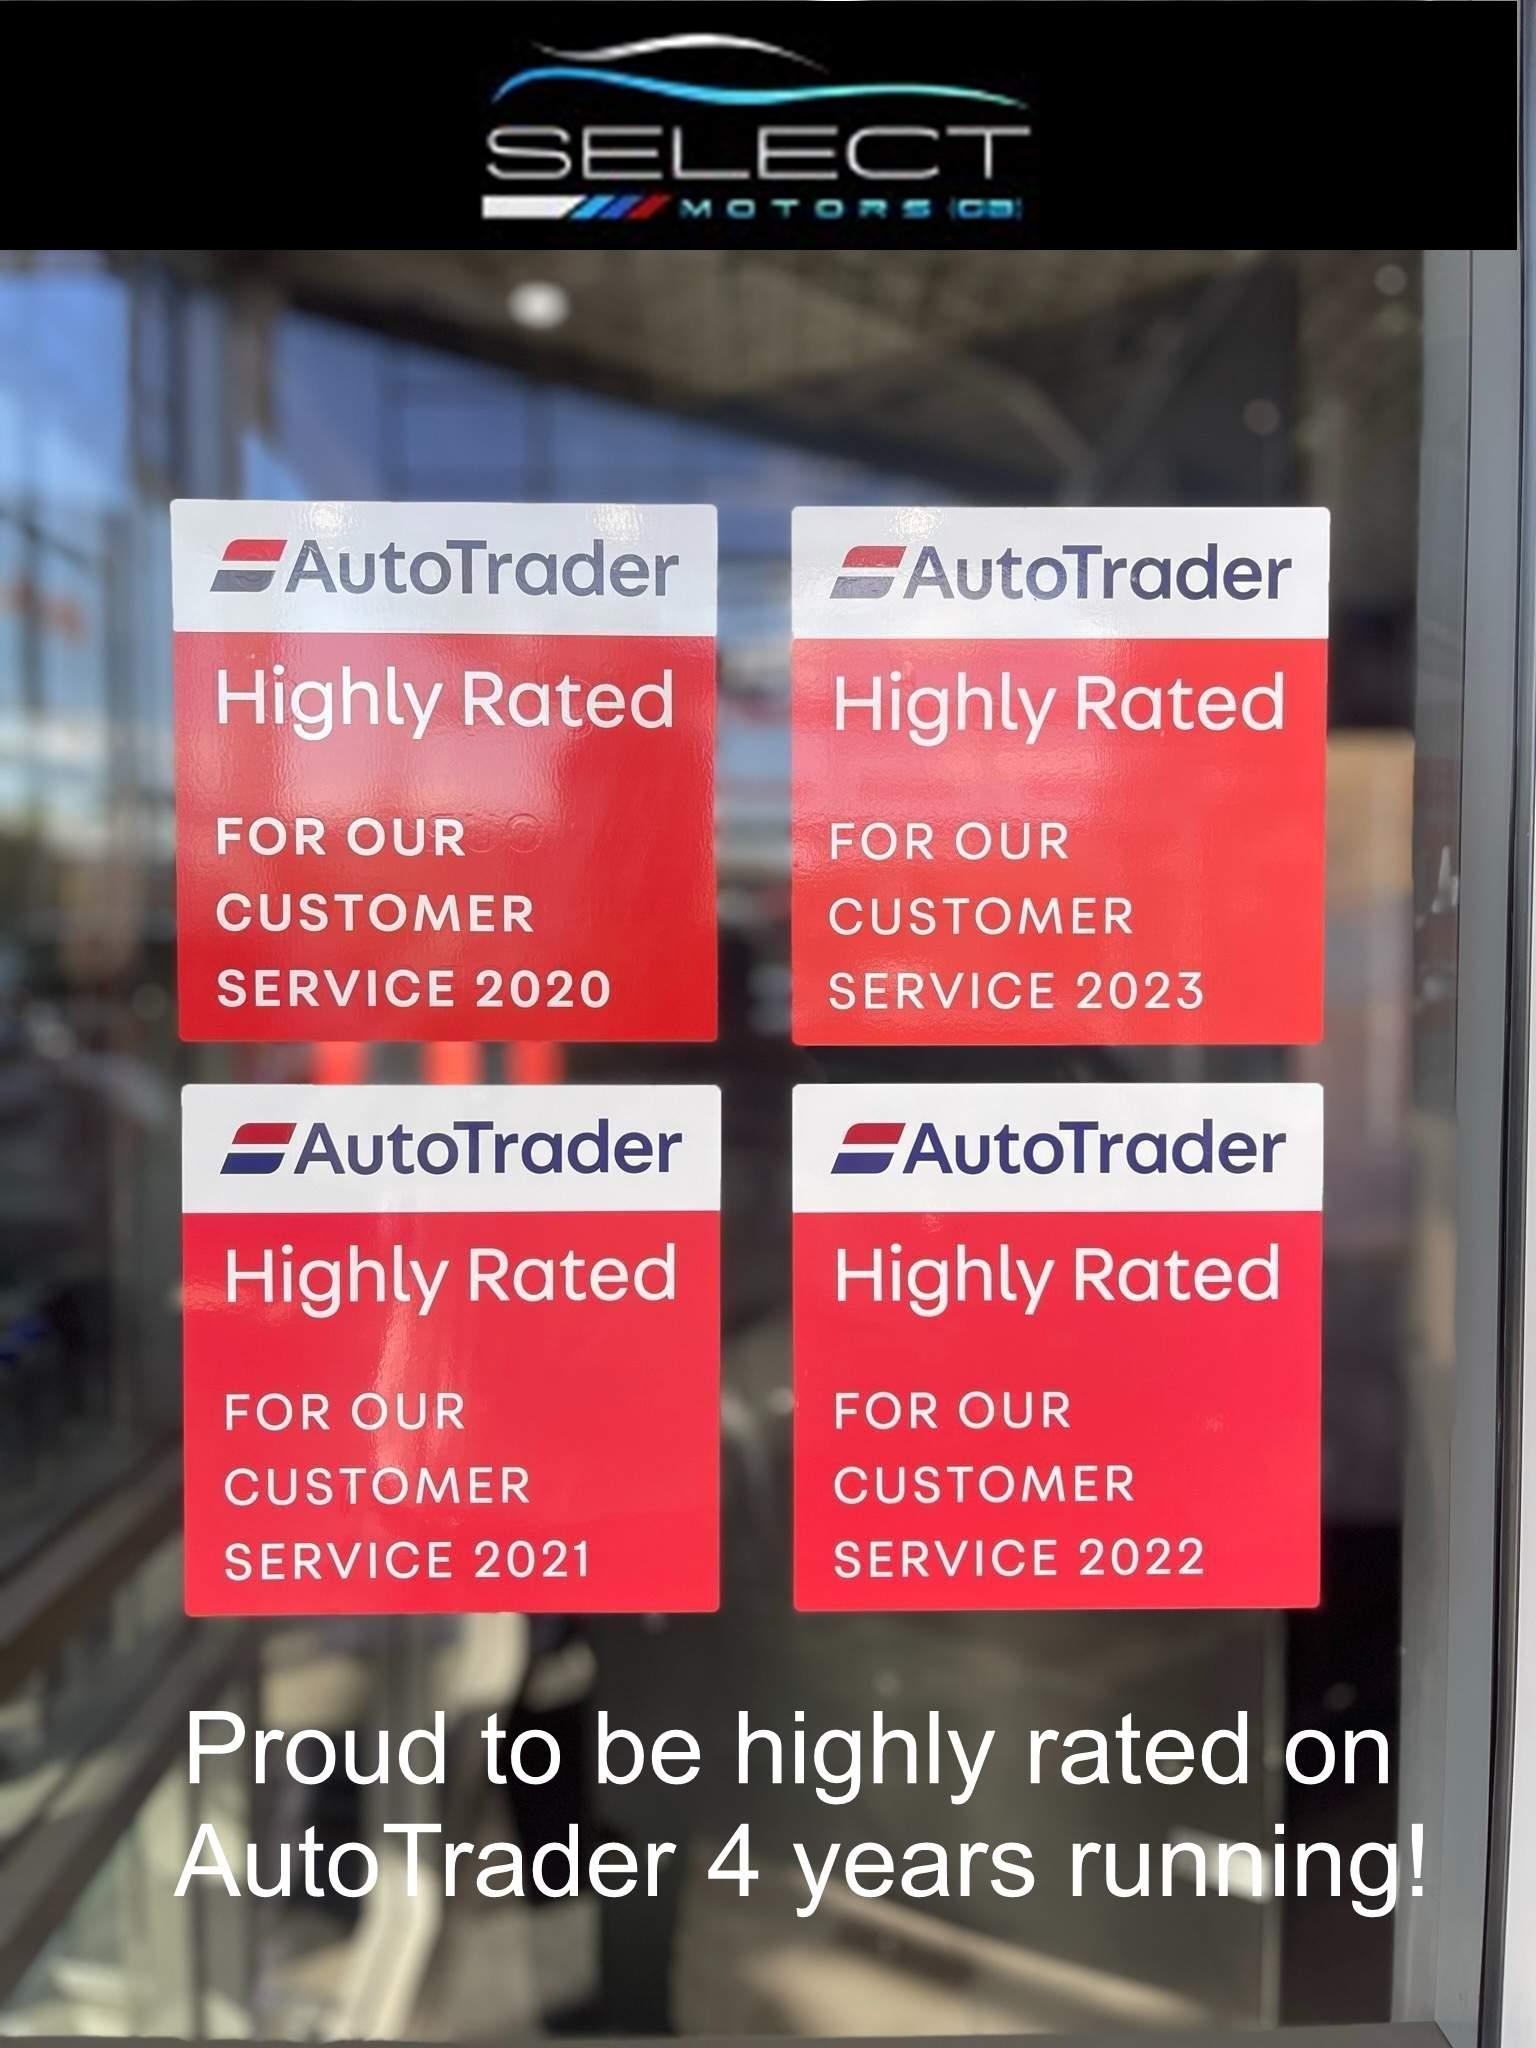 SELECT
MOTORS (GB)
AutoTrader
Highly Rated
FOR OUR
CUSTOMER
SERVICE 2020
AutoTrader
Highly Rated
FOR OUR
CUSTOMER
SERVICE 2023
AutoTrader
Highly Rated
FOR OUR
CUSTOMER
SERVICE 2021
AutoTrader
Highly Rated
FOR OUR
CUSTOMER
SERVICE 2022
Proud to be highly rated on
AutoTrader 4 years running!